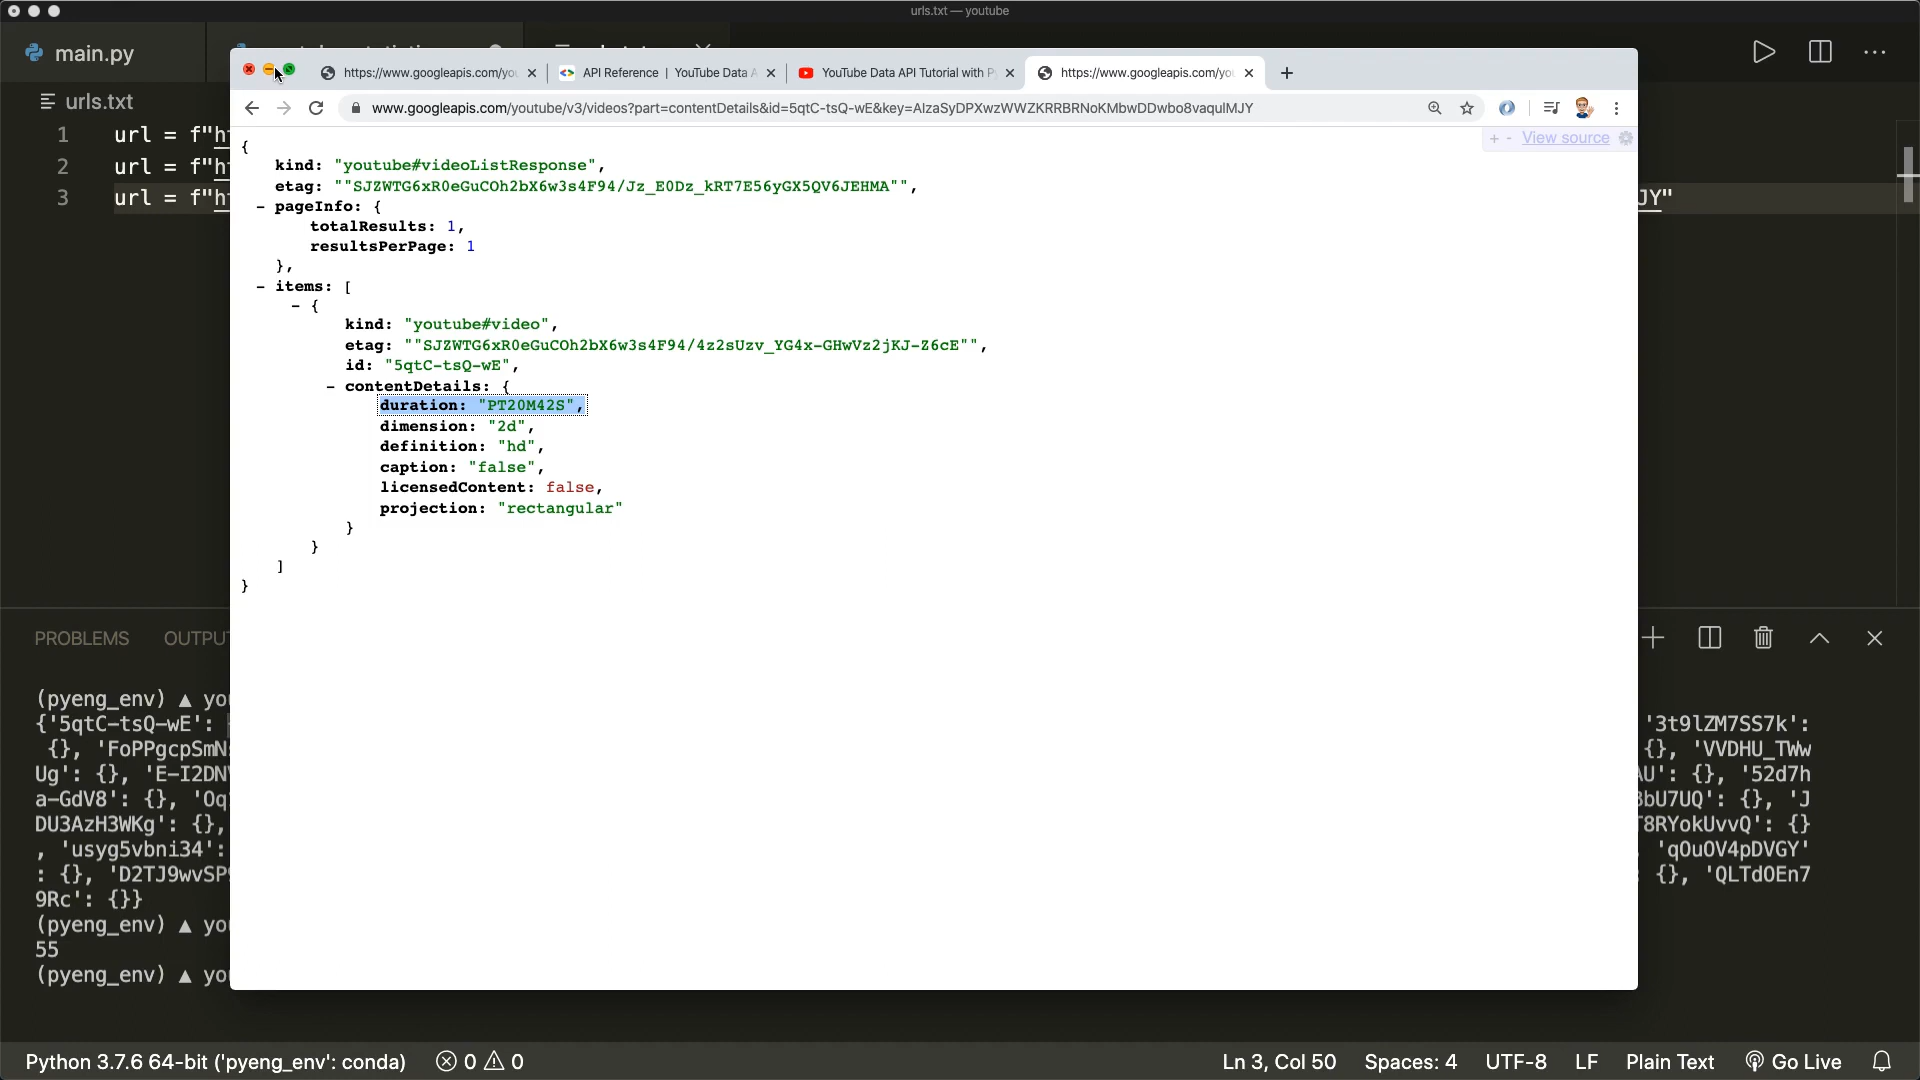 urls.txt — youtube
main.py
https://www.googleapis.com/yo
API Reference | YouTube Data A
YouTube Data API Tutorial with P
https://www.googleapis.com/yo
www.googleapis.com/youtube/v3/videos?part=contentDetails&id=5qtC-tsQ-wE&key=AIzaSyDPXwzWWZKRRBRNoKMbwDDwbo8vaquIMJY
urls.txt
1 url = f"ht
2 url = f"ht
3 url = f"ht
JY"
+ - View source
{
kind: "youtube#videoListResponse",
etag: ""SJZWTG6xR0eGuCOh2bX6w3s4F94/Jz_E0Dz_kRT7E56yGX5QV6JEHMA"",
- pageInfo: {
totalResults: 1,
resultsPerPage: 1
},
- items: [
- {
kind: "youtube#video",
etag: ""SJZWTG6xR0eGuCOh2bX6w3s4F94/4z2sUzv_YG4x-GHwVz2jKJ-Z6cE"",
id: "5qtC-tsQ-wE",
- contentDetails: {
duration: "PT20M42S",
dimension: "2d",
definition: "hd",
caption: "false",
licensedContent: false,
projection: "rectangular"
}
}
]
}
PROBLEMS OUTPU
(pyeng_env) ▲ you
{'5qtC-tsQ-wE': '3t9lZM7SS7k':
{}, 'FoPPgcpSmN {}, 'VVDHU_TWw
Ug': {}, 'E-I2DN AU': {}, '52d7h
a-GdV8': {}, 'Oq 3bU7UQ': {}, 'J
DU3AzH3WKg': {}, T8RYokUvvQ': {}
, 'usyg5vbni34': 'qOuOV4pDVGY'
: {}, 'D2TJ9wvSP {}, 'QLTdOEn7
9Rc': {}}
(pyeng_env) ▲ you
55
(pyeng_env) ▲ you
Python 3.7.6 64-bit ('pyeng_env': conda) 0 0 Ln 3, Col 50 Spaces: 4 UTF-8 LF Plain Text Go Live